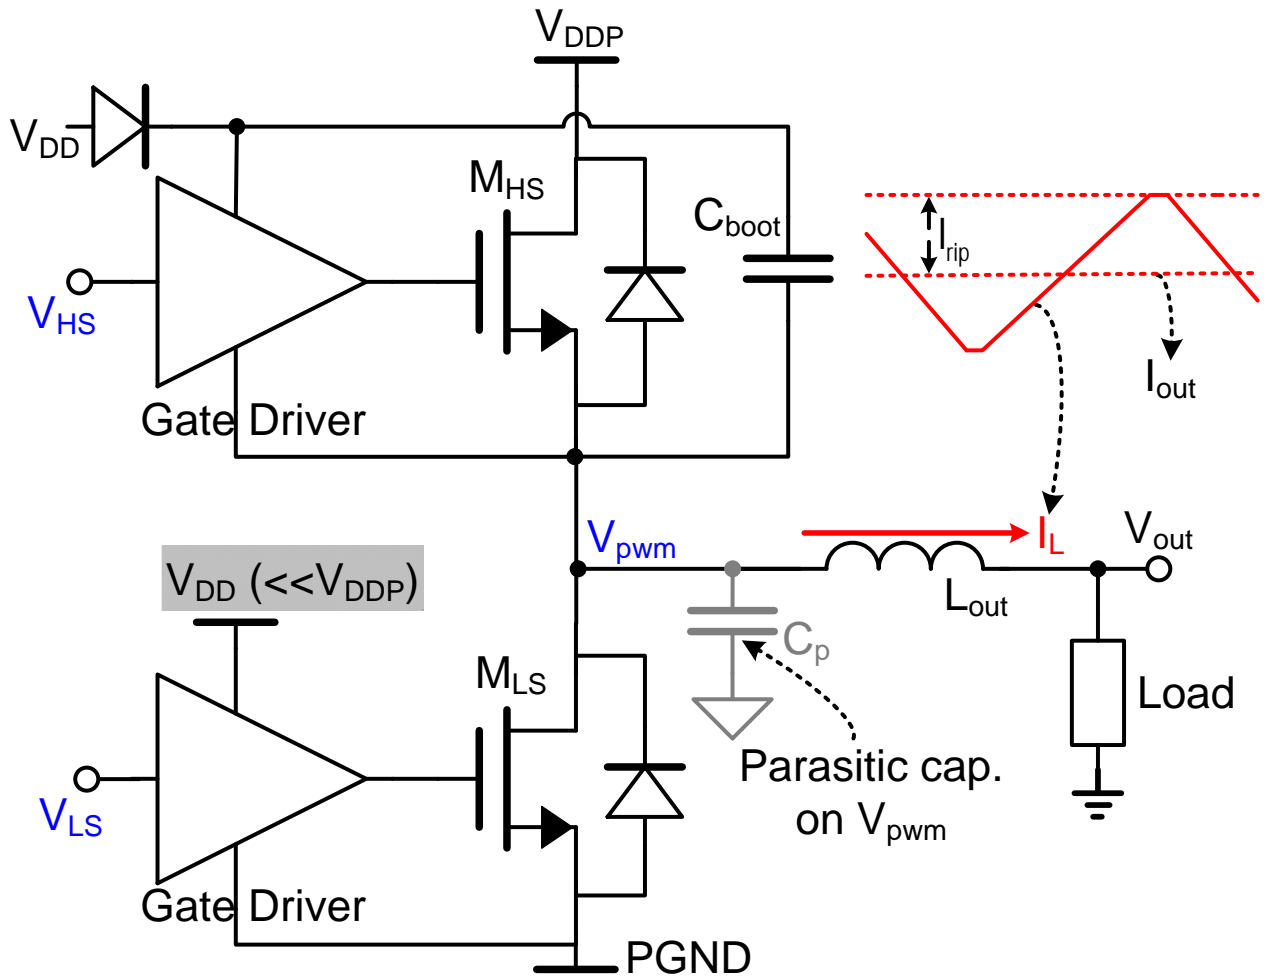 VDDP
VDD
MHS
Cboot
Irip
VHS
Iout
Gate Driver
Vpwm
IL
Vout
VDD (<<VDDP)
Lout
Cp
MLS
Load
Parasitic cap.
on Vpwm
VLS
Gate Driver
PGND